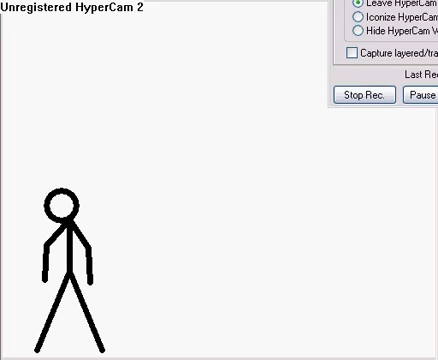 Unregistered HyperCam 2
Leave HyperCam
Iconize HyperCam
Hide HyperCam
Capture layered/tra
Last Rec
Stop Rec.
Pause